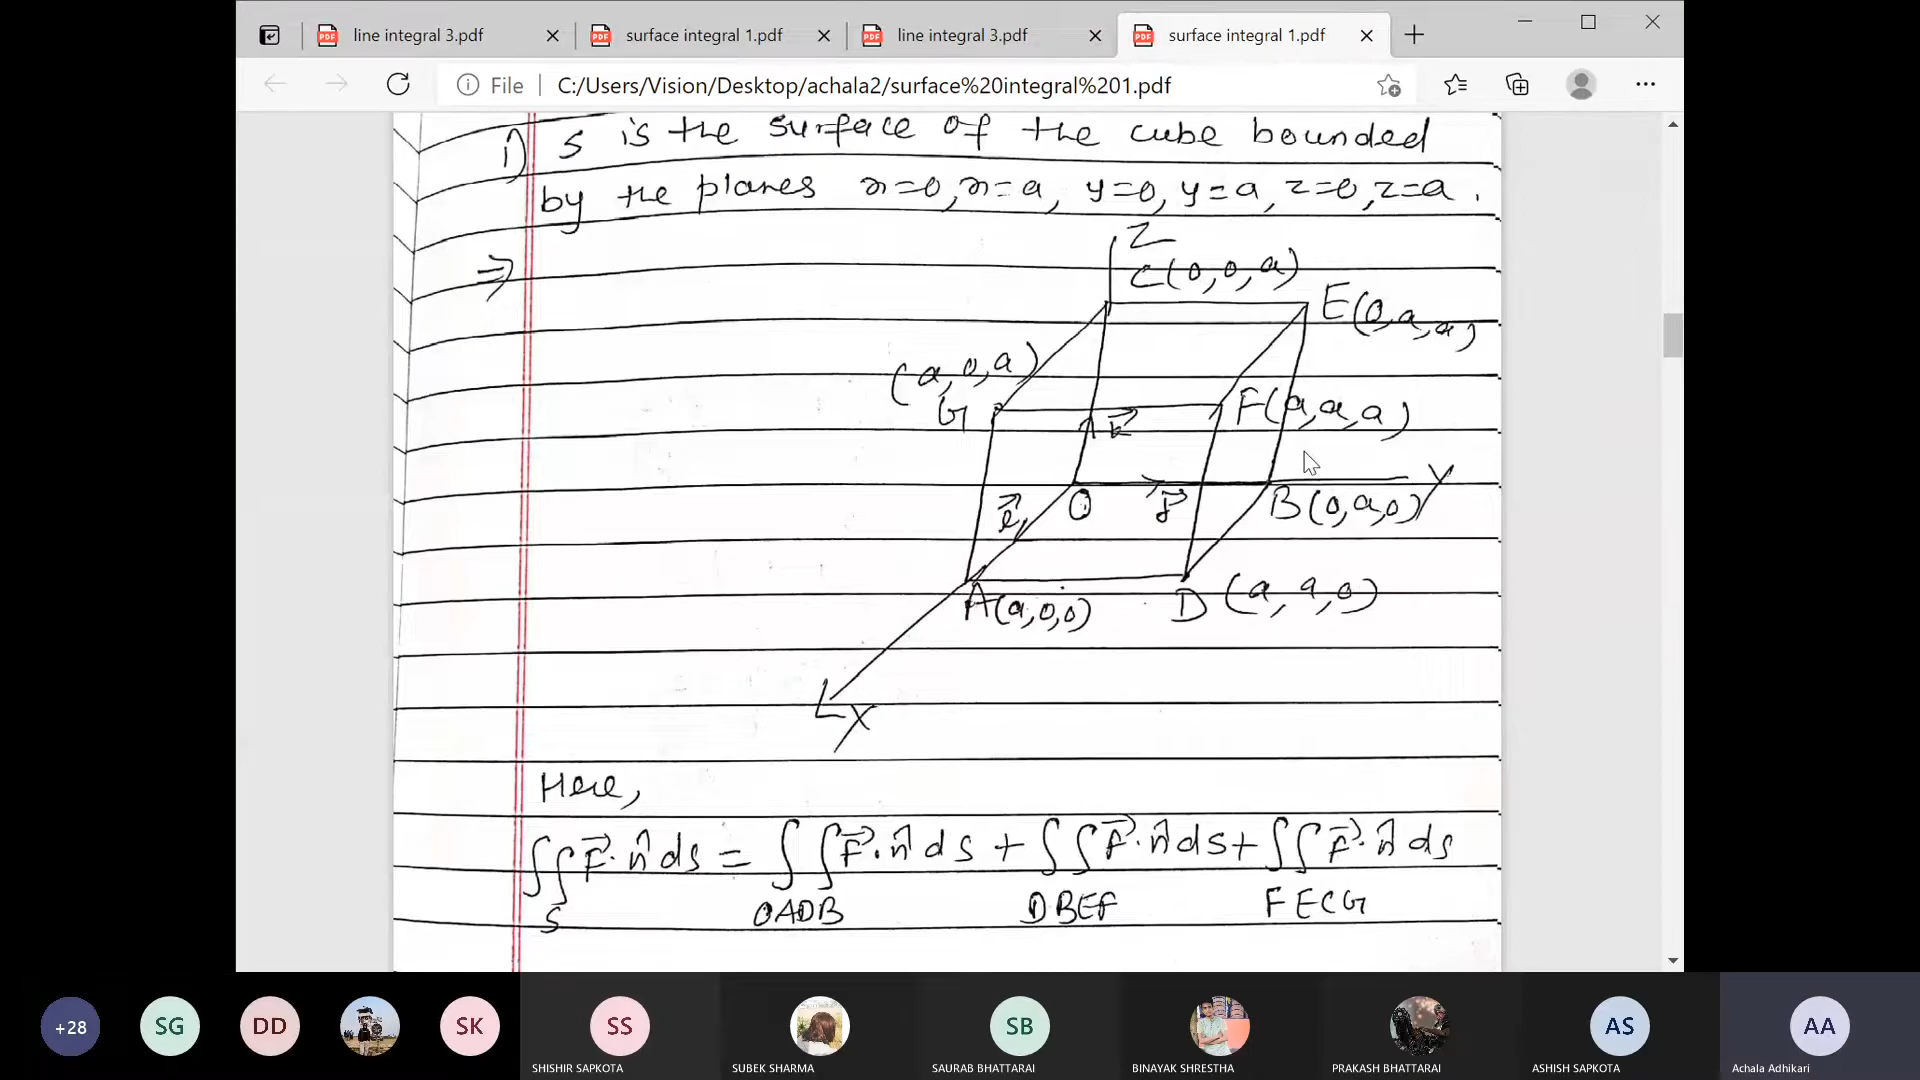 line integral 3.pdf
surface integral 1.pdf
line integral 3.pdf
surface integral 1.pdf
File
C:/Users/Vision/Desktop/achala2/surface%20integral%201.pdf
i) S is the surface of the cube bounded
by the planes x=0, x=a, y=0, y=a, z=0, z=a.
⇒
Z
C(0,0,a)
E(0,a,a)
(a,0,a)
G
F(a,a,a)
k⃗
i⃗
O
j⃗
B(0,a,0)
Y
A(a,0,0)
D (a,a,0)
X
Here,
∫∫ F⃗·n̂ ds = ∫∫ F⃗·n̂ ds + ∫∫ F⃗·n̂ ds + ∫∫ F⃗·n̂ ds
S OADB DBEF FECG
+28
SG
DD
SK
SS
SB
AS
AA
SHISHIR SAPKOTA
SUBEK SHARMA
SAURAB BHATTARAI
BINAYAK SHRESTHA
PRAKASH BHATTARAI
ASHISH SAPKOTA
Achala Adhikari